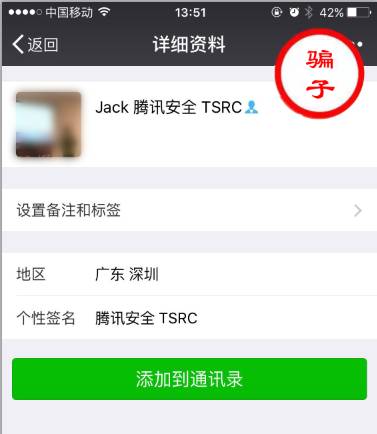 中国移动 13:51 42%
返回 详细资料
骗
子
Jack 腾讯安全 TSRC
设置备注和标签
地区 广东 深圳
个性签名 腾讯安全 TSRC
添加到通讯录